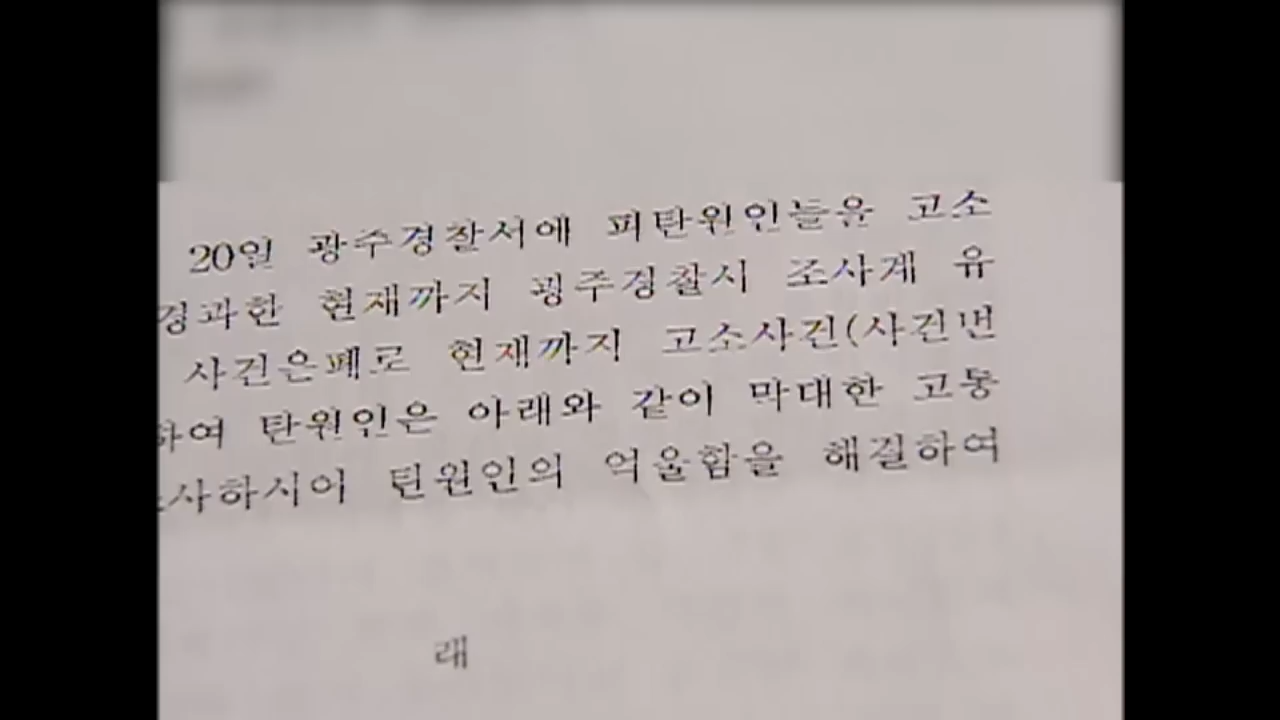 20일 광주경찰서에 피탄원인들을 고소
경과한 현재까지 광주경찰서 조사계 유
사건은폐로 현재까지 고소사건(사건번
하여 탄원인은 아래와 같이 막대한 고통
사하시어 탄원인의 억울함을 해결하여
래